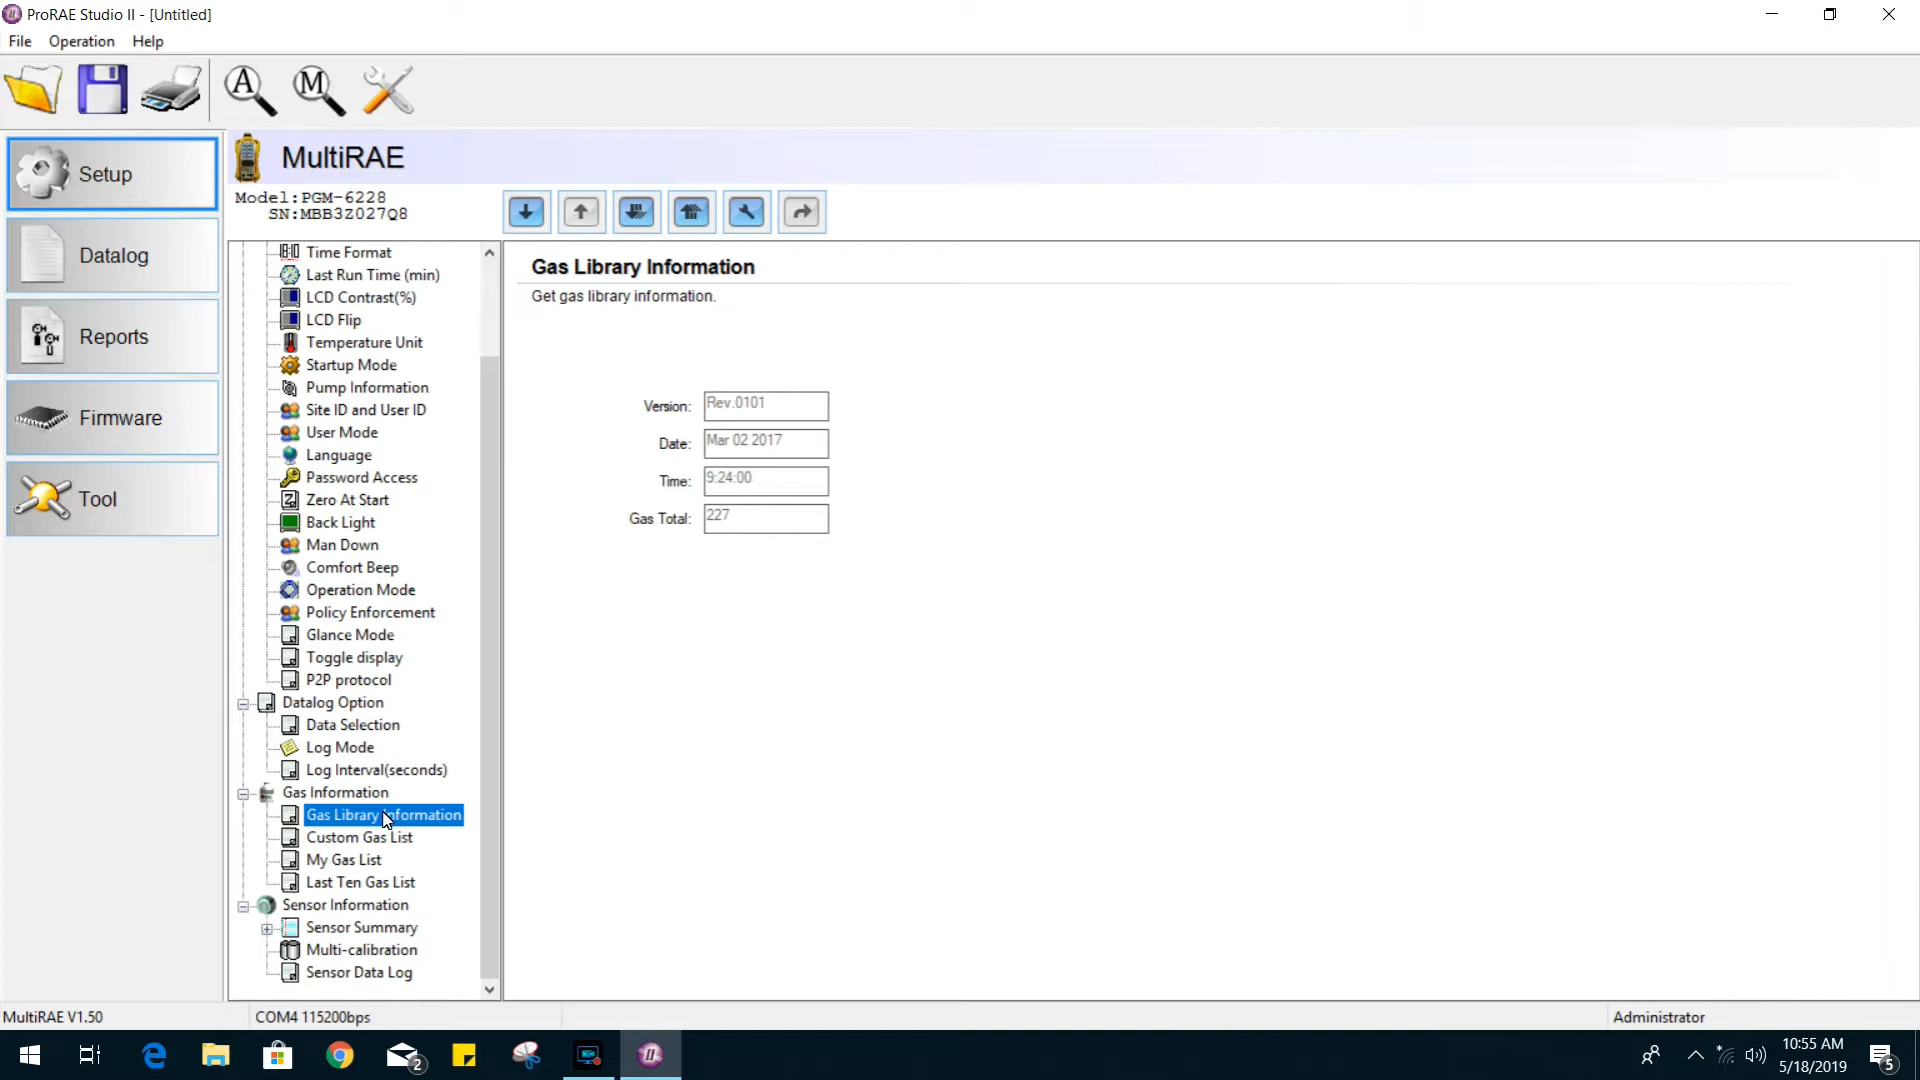 ProRAE Studio II - [Untitled]
File Operation Help
A M
Setup
Datalog
Reports
Firmware
Tool
MultiRAE
Model:PGM-6228
SN:MBB3Z027Q8
Time Format
Last Run Time (min)
LCD Contrast(%)
LCD Flip
Temperature Unit
Startup Mode
Pump Information
Site ID and User ID
User Mode
Language
Password Access
Zero At Start
Back Light
Man Down
Comfort Beep
Operation Mode
Policy Enforcement
Glance Mode
Toggle display
P2P protocol
Datalog Option
Data Selection
Log Mode
Log Interval(seconds)
Gas Information
Gas Library Information
Custom Gas List
My Gas List
Last Ten Gas List
Sensor Information
Sensor Summary
Multi-calibration
Sensor Data Log
Gas Library Information
Get gas library information.
Version: Rev.0101
Date: Mar 02 2017
Time: 9:24:00
Gas Total: 227
MultiRAE V1.50
COM4 115200bps
Administrator
2
10:55 AM
5/18/2019
5